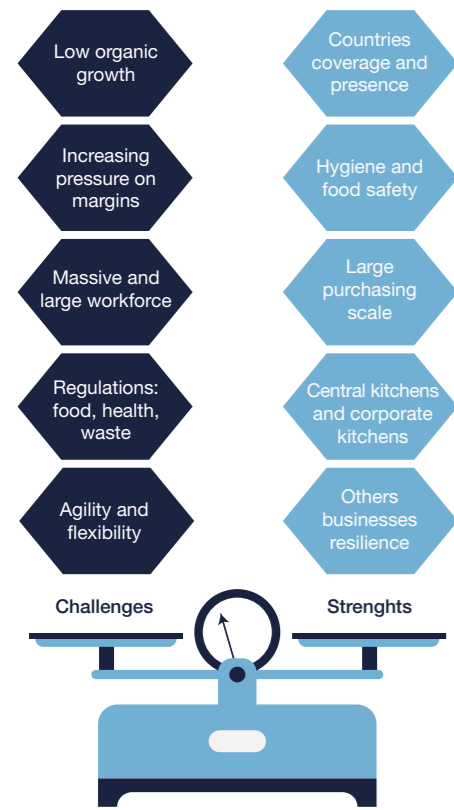 Low organic
growth
Countries
coverage and
presence
Increasing
pressure on
margins
Hygiene and
food safety
Massive and
large workforce
Large
purchasing
scale
Regulations:
food, health,
waste
Central kitchens
and corporate
kitchens
Agility and
flexibility
Others
businesses
resilience
Challenges
Strenghts